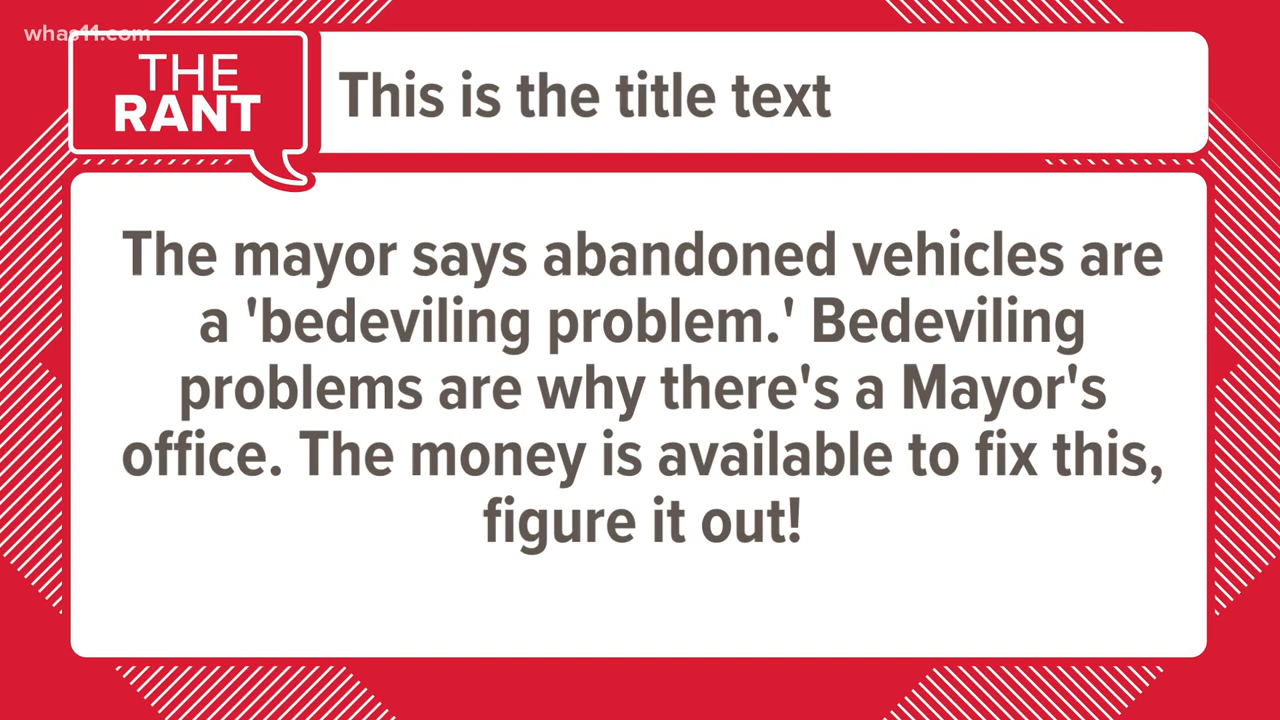 whas11.com
THE
RANT
This is the title text
The mayor says abandoned vehicles are
a 'bedeviling problem.' Bedeviling
problems are why there's a Mayor's
office. The money is available to fix this,
figure it out!